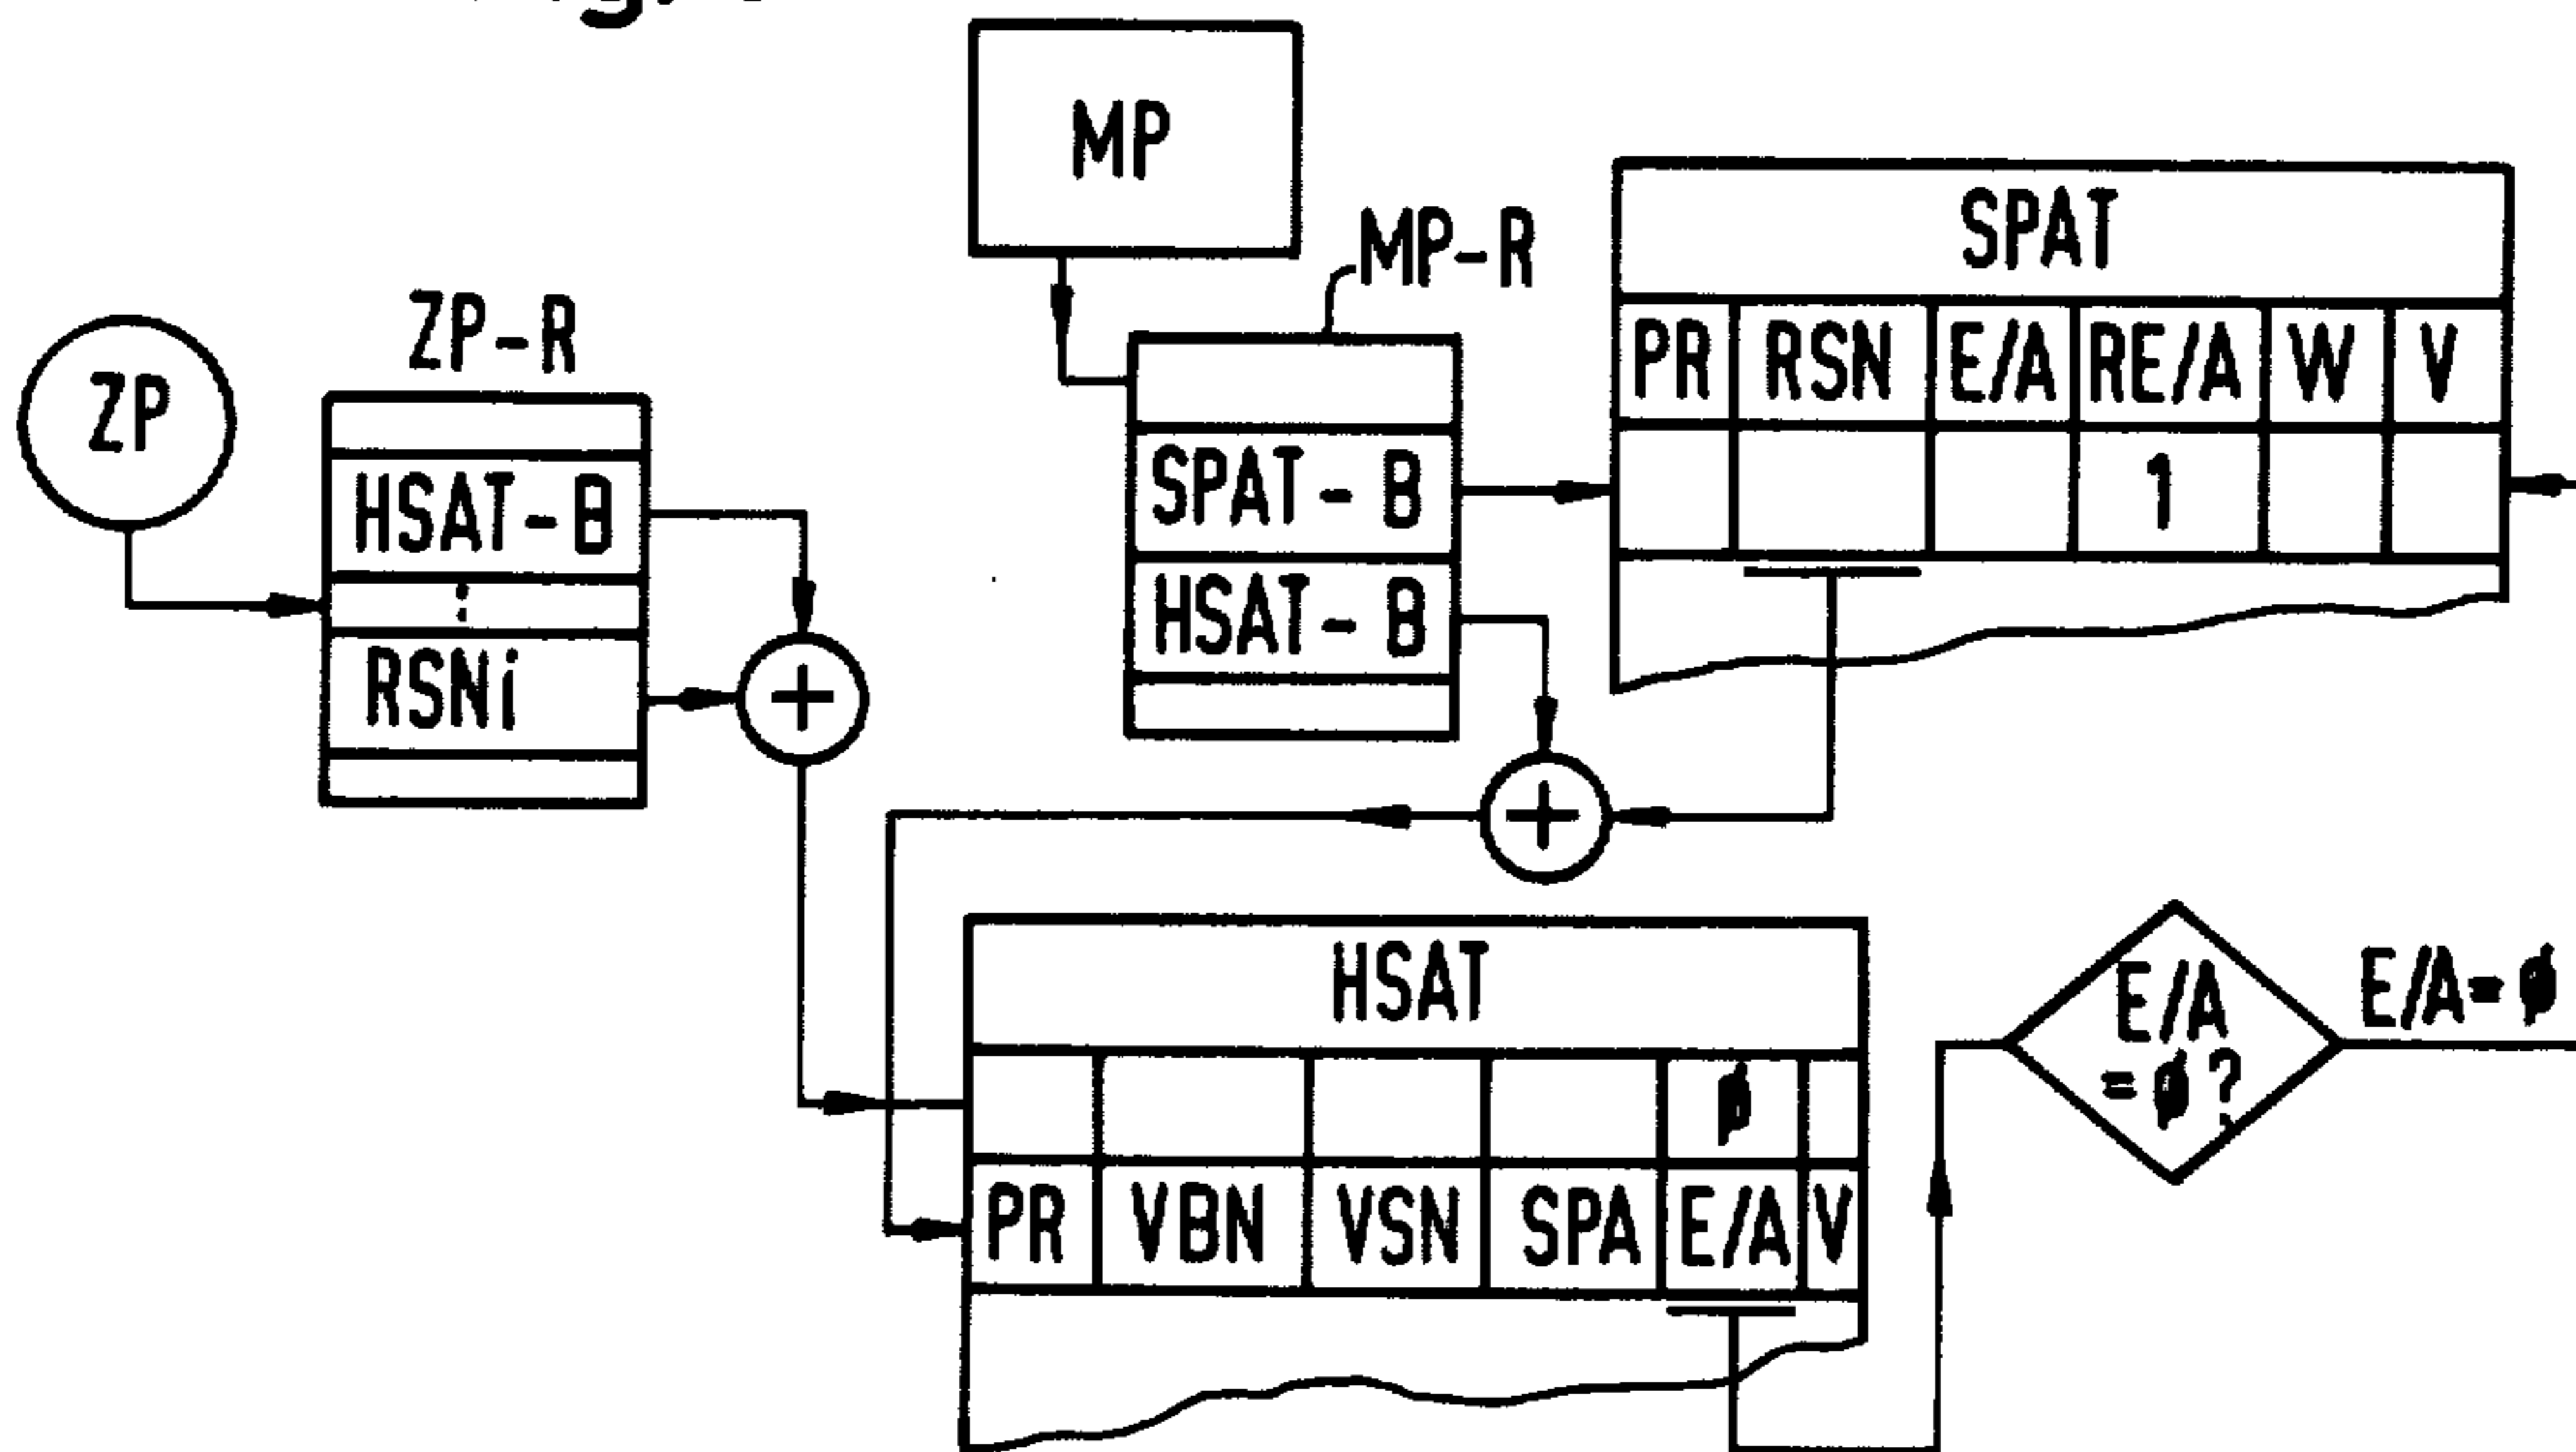 MP
MP-R
SPAT
PR RSN E/A RE/A W V
1
ZP
ZP-R
HSAT-B
RSNi
SPAT-B
HSAT-B
+
+
HSAT
ø
PR VBN VSN SPA E/A V
E/A
=ø?
E/A=ø